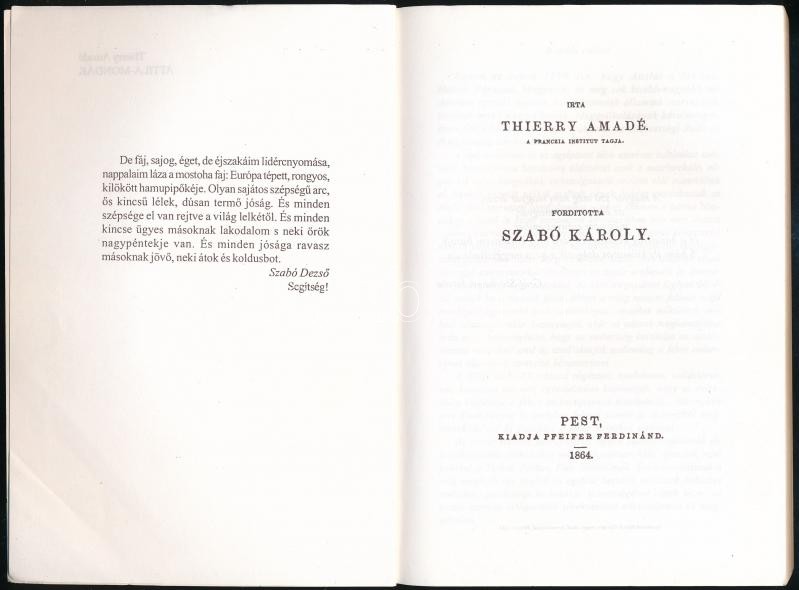 De fáj, sajog, éget, de éjszakáim lidércnyomása,
nappalaim láza a mostoha faj: Európa tépett, rongyos,
kilökött hamupipőkéje. Olyan sajátos szépségű arc,
ős kincsű lélek, dúsan termő jóság. És minden
szépsége el van rejtve a világ lelkétől. És minden
kincse ügyes másoknak lakodalom s neki örök
nagypéntekje van. És minden jósága ravasz
másoknak jövő, neki átok és koldusbot.
Szabó Dezső
Segítség!
IRTA
THIERRY AMADÉ.
A FRANCZIA INSTITUT TAGJA.
FORDITOTTA
SZABÓ KÁROLY.
PEST,
KIADJA PFEIFER FERDINÁND.
1864.